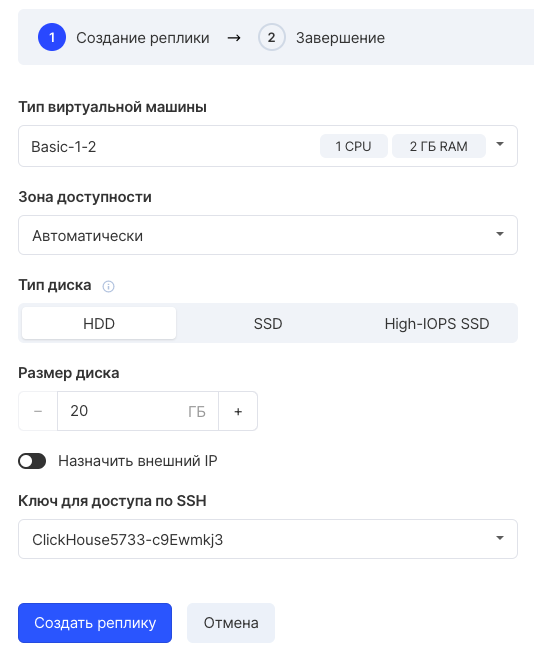 1 Создание реплики → 2 Завершение
Тип виртуальной машины
Basic-1-2 1 CPU 2 ГБ RAM
Зона доступности
Автоматически
Тип диска i
HDD SSD High-IOPS SSD
Размер диска
− 20 ГБ +
Назначить внешний IP
Ключ для доступа по SSH
ClickHouse5733-c9Ewmkj3
Создать реплику Отмена